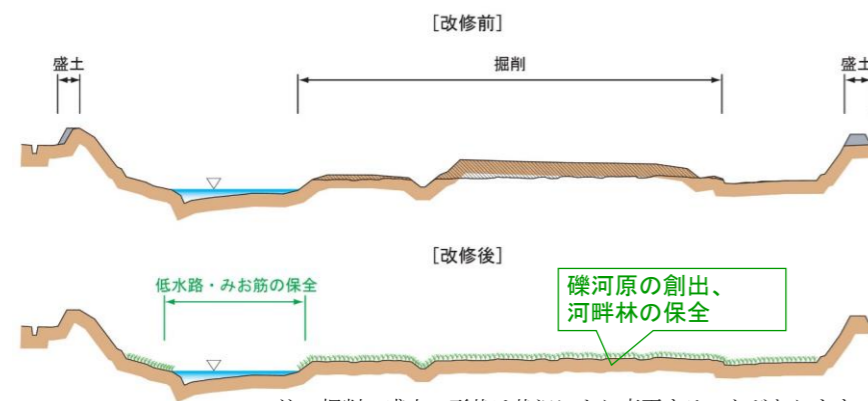 [改修前]
盛土
掘削
盛土
[改修後]
低水路・みお筋の保全
礫河原の創出、
河畔林の保全